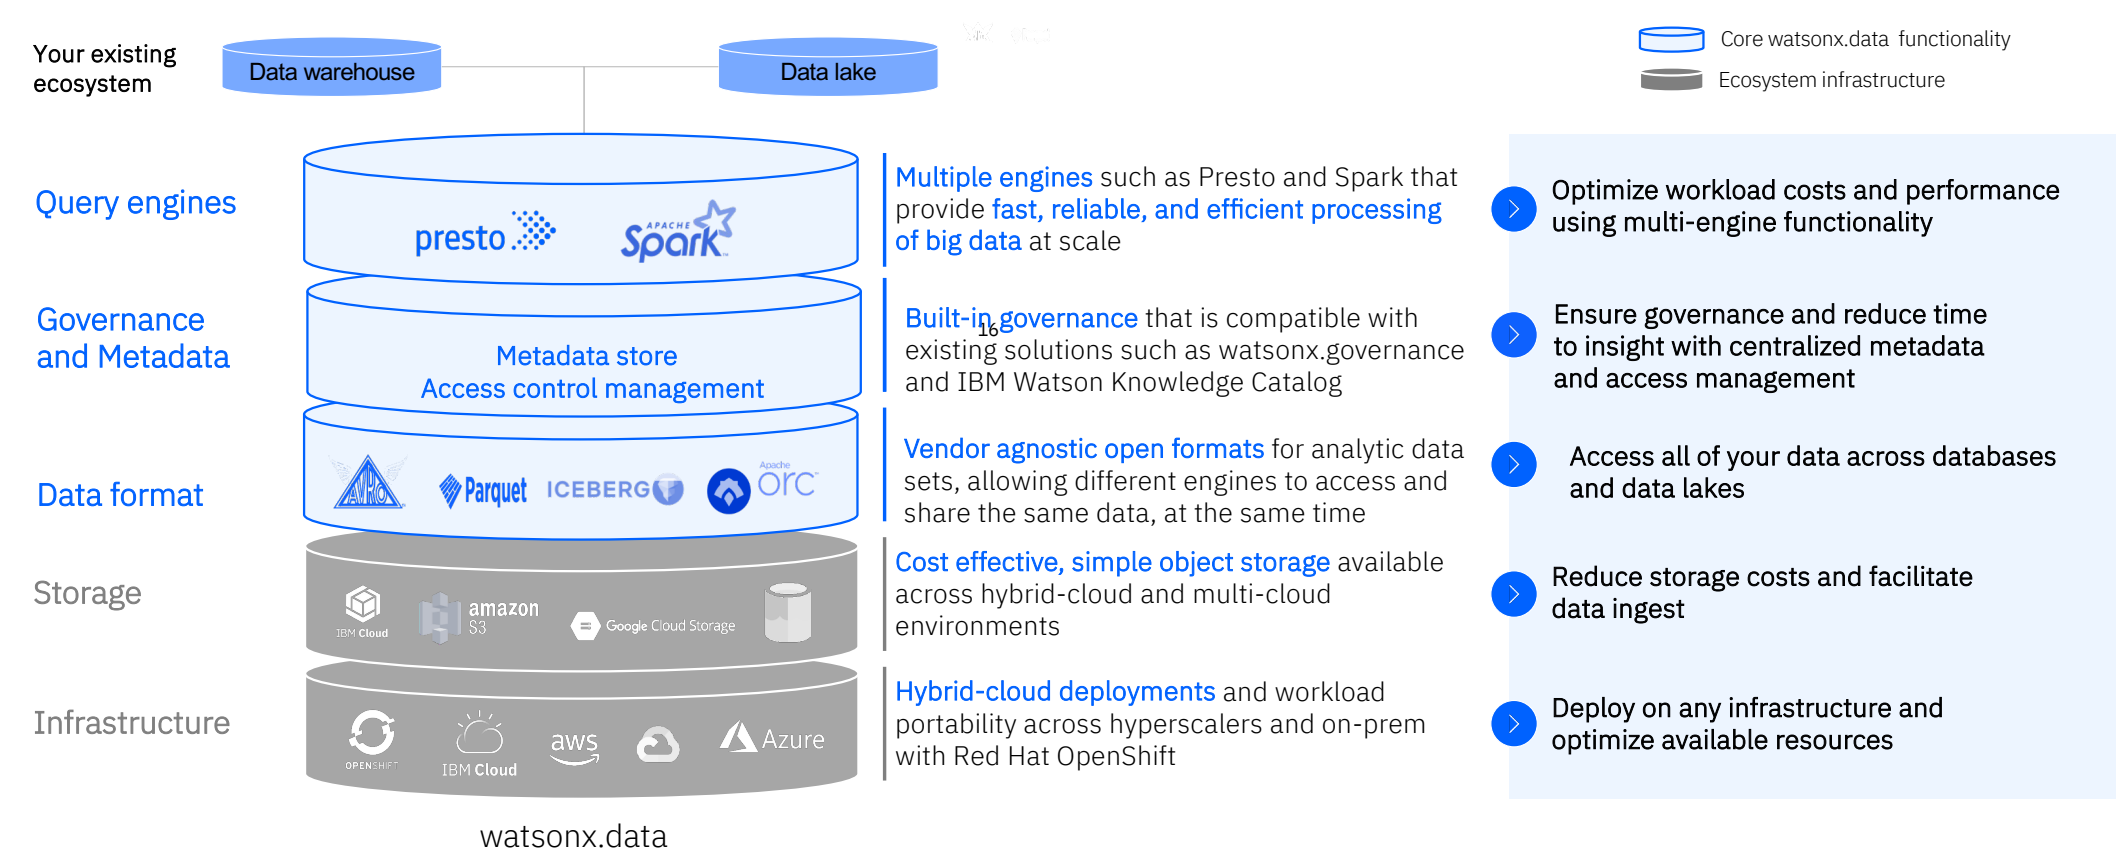 Your existing
ecosystem
Data warehouse
Data lake
Core watsonx.data functionality
Ecosystem infrastructure
Query engines
presto
APACHE
Spark
TM
Multiple engines such as Presto and Spark that
provide fast, reliable, and efficient processing
of big data at scale
Optimize workload costs and performance
using multi-engine functionality
Governance
and Metadata
Metadata store
Access control management
Built-in governance that is compatible with
16
existing solutions such as watsonx.governance
and IBM Watson Knowledge Catalog
Ensure governance and reduce time
to insight with centralized metadata
and access management
Data format
AVRO
Parquet
ICEBERG
Apache
orc
TM
Vendor agnostic open formats for analytic data
sets, allowing different engines to access and
share the same data, at the same time
Access all of your data across databases
and data lakes
Storage
IBM Cloud
amazon
S3
Google Cloud Storage
Cost effective, simple object storage available
across hybrid-cloud and multi-cloud
environments
Reduce storage costs and facilitate
data ingest
Infrastructure
OPENSHIFT
IBM Cloud
aws
Azure
Hybrid-cloud deployments and workload
portability across hyperscalers and on-prem
with Red Hat OpenShift
Deploy on any infrastructure and
optimize available resources
watsonx.data